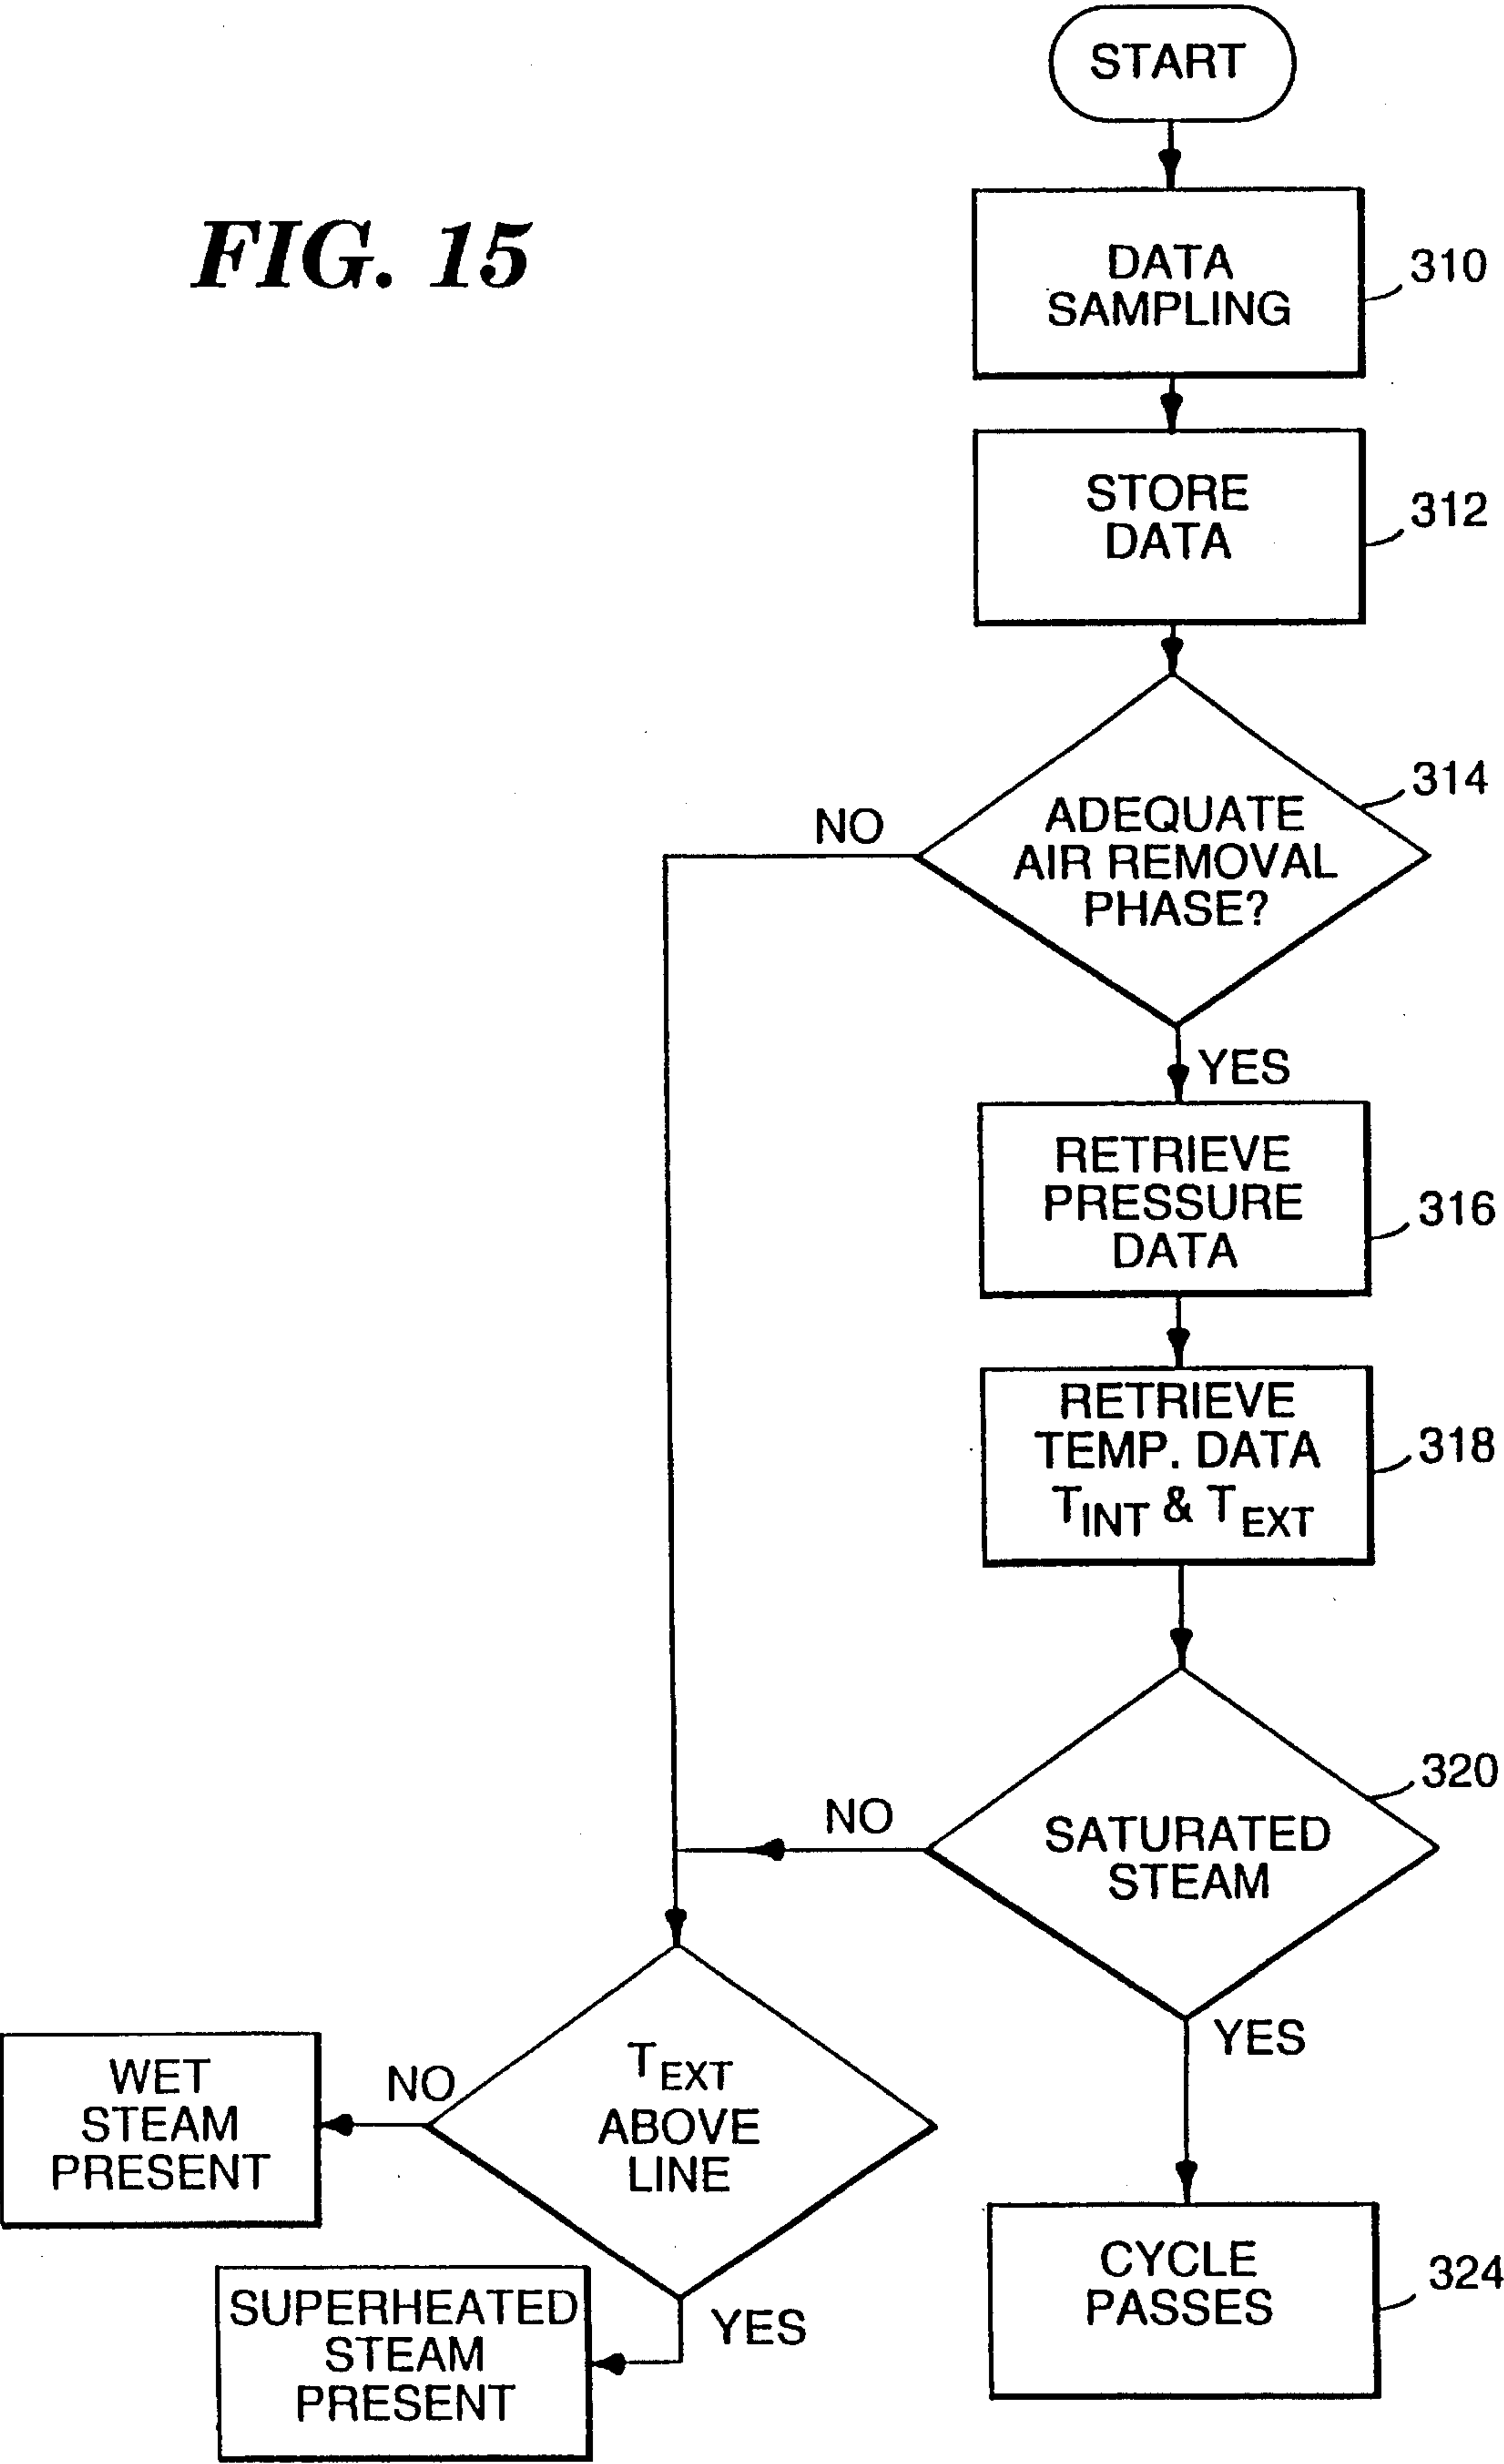 START
FIG. 15
DATA
SAMPLING
310
STORE
DATA
312
ADEQUATE
AIR REMOVAL
PHASE?
314
NO
YES
RETRIEVE
PRESSURE
DATA
316
RETRIEVE
TEMP. DATA
TINT & TEXT
318
SATURATED
STEAM
320
NO
YES
TEXT
ABOVE
LINE
NO
WET
STEAM
PRESENT
YES
SUPERHEATED
STEAM
PRESENT
CYCLE
PASSES
324